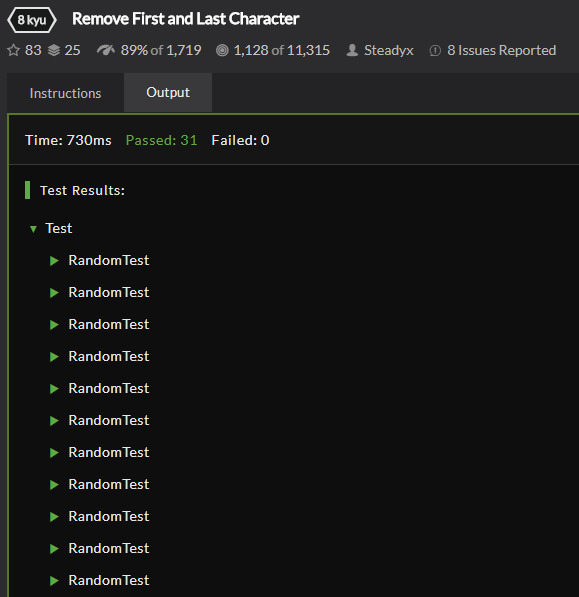 8 kyu Remove First and Last Character
83 25 89% of 1,719 1,128 of 11,315 Steadyx 8 Issues Reported
Instructions Output
Time: 730ms Passed: 31 Failed: 0
Test Results:
Test
RandomTest
RandomTest
RandomTest
RandomTest
RandomTest
RandomTest
RandomTest
RandomTest
RandomTest
RandomTest
RandomTest